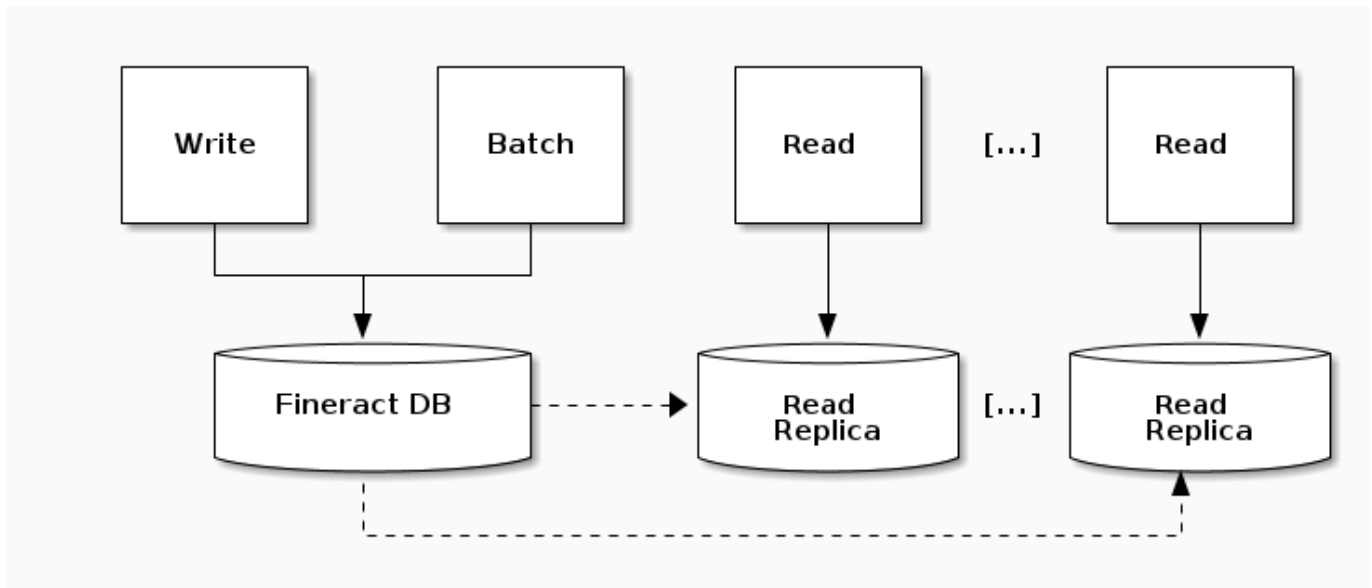 Write
Batch
Read
[...]
Read
Fineract DB
Read
Replica
[...]
Read
Replica